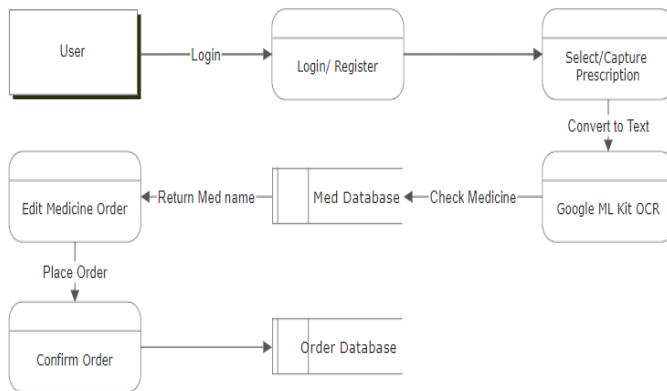 User
Login
Login/ Register
Select/Capture
Prescription
Convert to Text
Edit Medicine Order
Return Med name
Med Database
Check Medicine
Google ML Kit OCR
Place Order
Confirm Order
Order Database